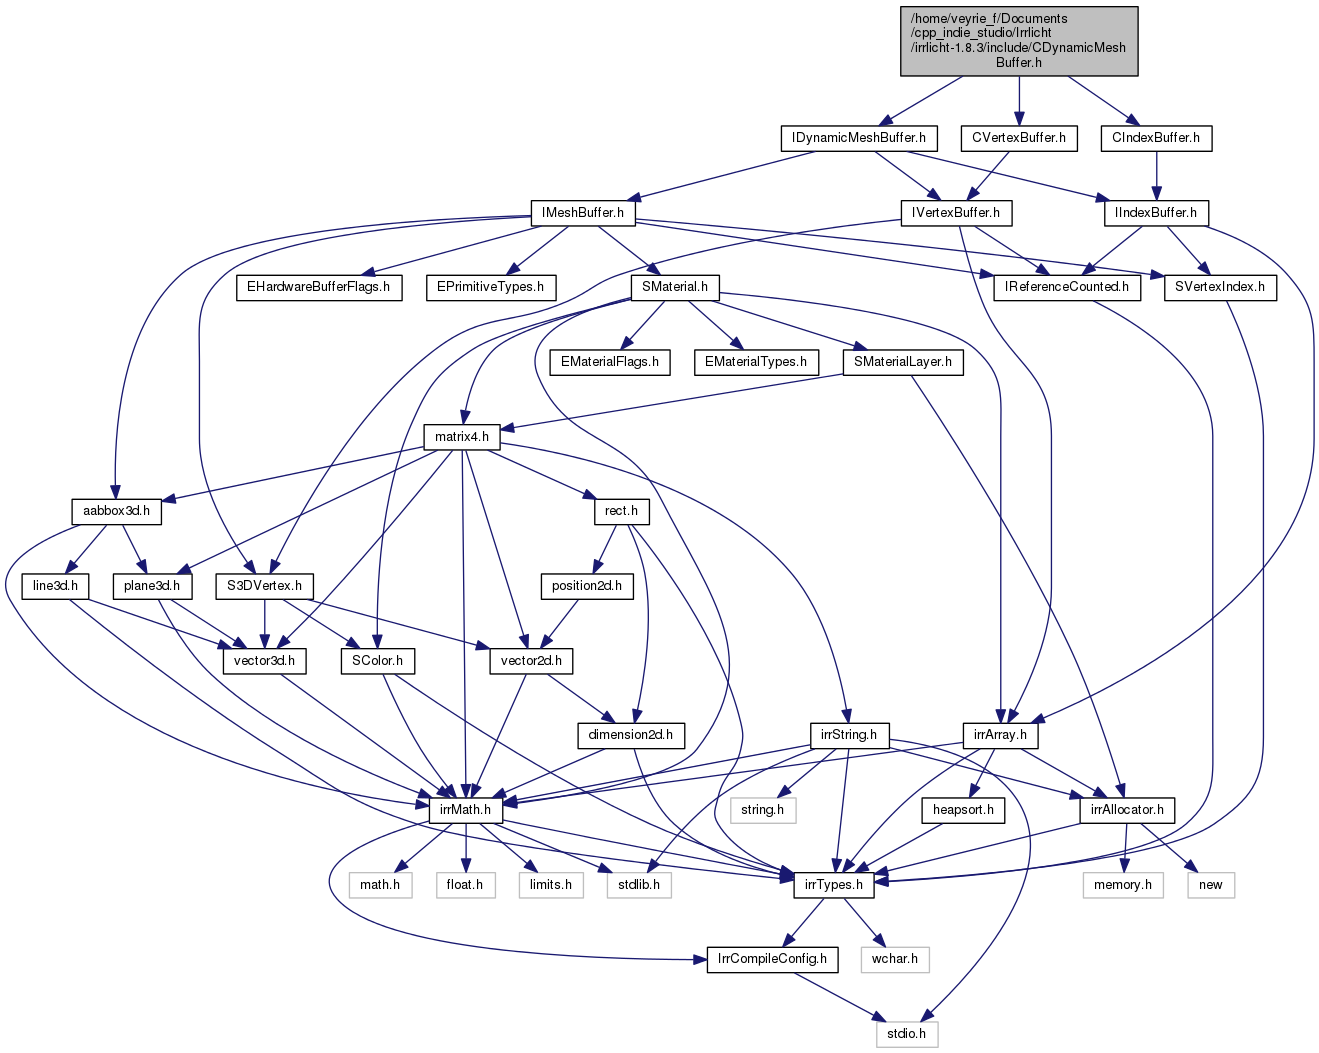 /home/veyrie_f/Documents
/cpp_indie_studio/Irrlicht
/irrlicht-1.8.3/include/CDynamicMesh
Buffer.h
IDynamicMeshBuffer.h
CVertexBuffer.h
CIndexBuffer.h
IMeshBuffer.h
IVertexBuffer.h
IIndexBuffer.h
EHardwareBufferFlags.h
EPrimitiveTypes.h
SMaterial.h
IReferenceCounted.h
SVertexIndex.h
EMaterialFlags.h
EMaterialTypes.h
SMaterialLayer.h
matrix4.h
aabbox3d.h
rect.h
line3d.h
plane3d.h
S3DVertex.h
position2d.h
vector3d.h
SColor.h
vector2d.h
dimension2d.h
irrString.h
irrArray.h
irrMath.h
string.h
heapsort.h
irrAllocator.h
math.h
float.h
limits.h
stdlib.h
irrTypes.h
memory.h
new
IrrCompileConfig.h
wchar.h
stdio.h